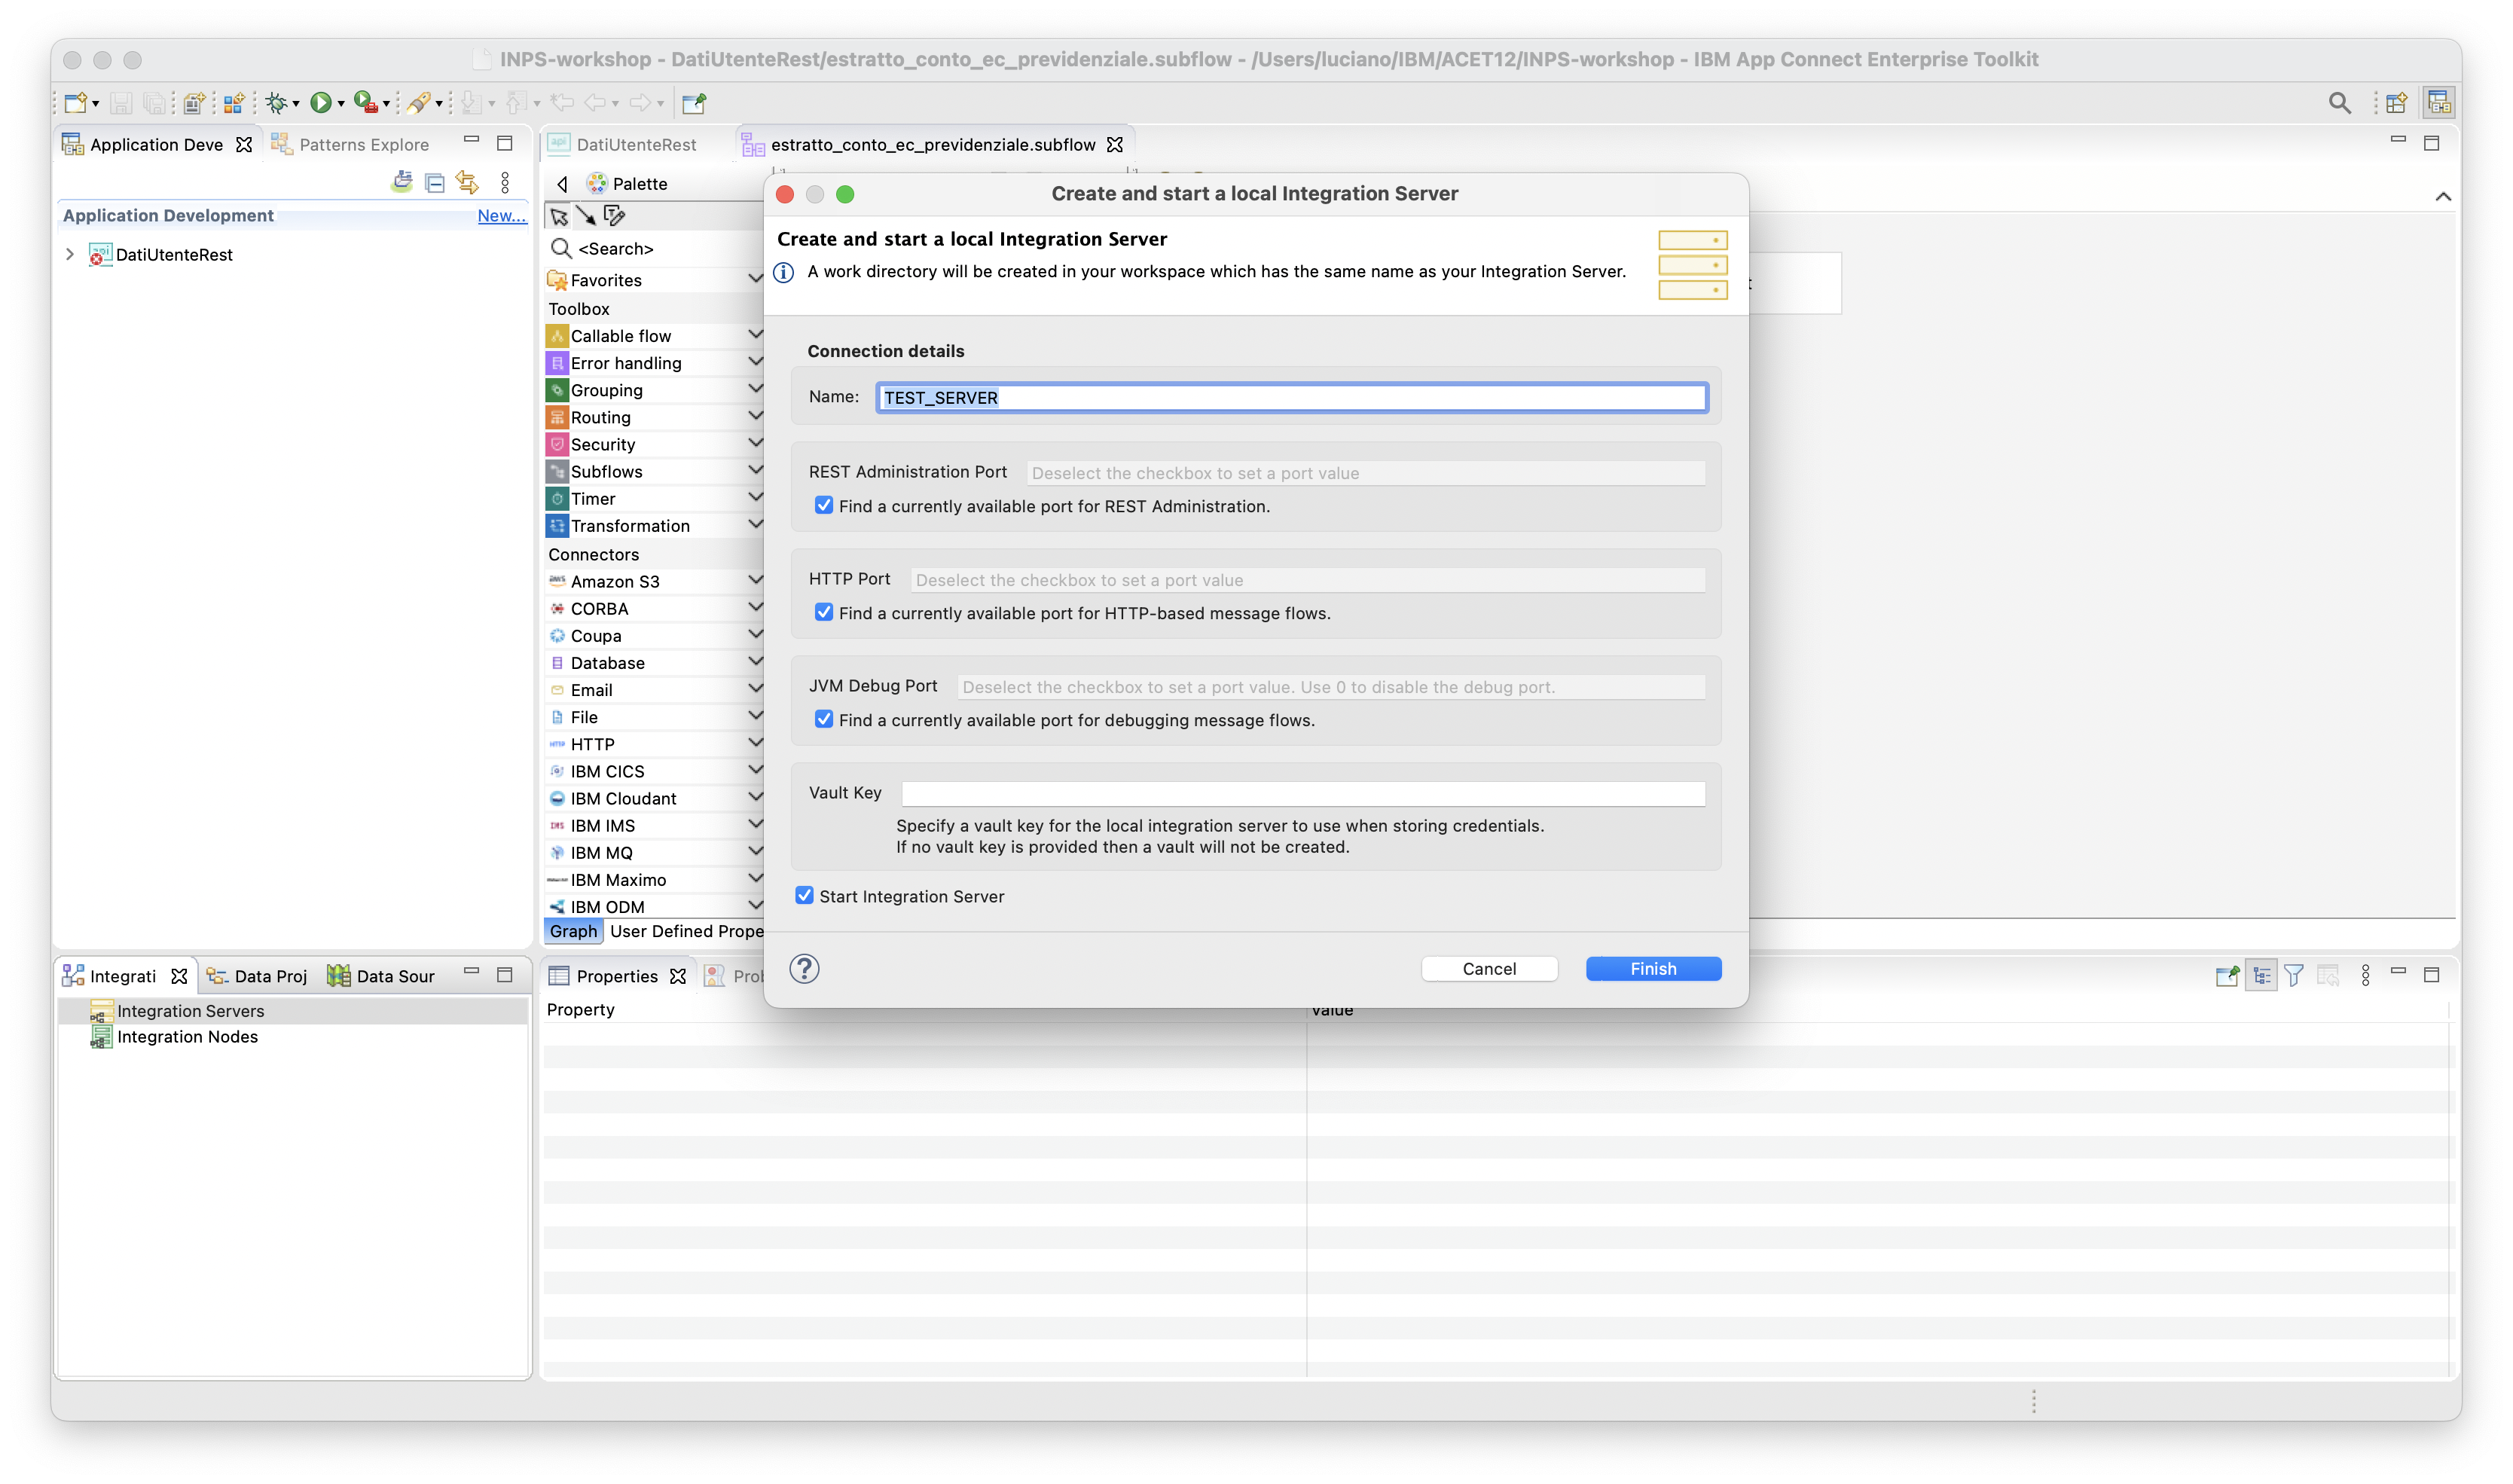 INPS-workshop - DatiUtenteRest/estratto_conto_ec_previdenziale.subflow - /Users/luciano/IBM/ACET12/INPS-workshop - IBM App Connect Enterprise Toolkit
Application Deve
Patterns Explore
Application Development
New...
DatiUtenteRest
DatiUtenteRest
estratto_conto_ec_previdenziale.subflow
Palette
<Search>
Favorites
Toolbox
Callable flow
Error handling
Grouping
Routing
Security
Subflows
Timer
Transformation
Connectors
Amazon S3
CORBA
Coupa
Database
Email
File
HTTP
IBM CICS
IBM Cloudant
IBM IMS
IBM MQ
IBM Maximo
IBM ODM
Graph
User Defined Prope
Create and start a local Integration Server
Create and start a local Integration Server
A work directory will be created in your workspace which has the same name as your Integration Server.
Connection details
Name: TEST_SERVER
REST Administration Port Deselect the checkbox to set a port value
Find a currently available port for REST Administration.
HTTP Port Deselect the checkbox to set a port value
Find a currently available port for HTTP-based message flows.
JVM Debug Port Deselect the checkbox to set a port value. Use 0 to disable the debug port.
Find a currently available port for debugging message flows.
Vault Key
Specify a vault key for the local integration server to use when storing credentials.
If no vault key is provided then a vault will not be created.
Start Integration Server
Cancel
Finish
Integrati
Data Proj
Data Sour
Integration Servers
Integration Nodes
Properties
Prob
Property
Value